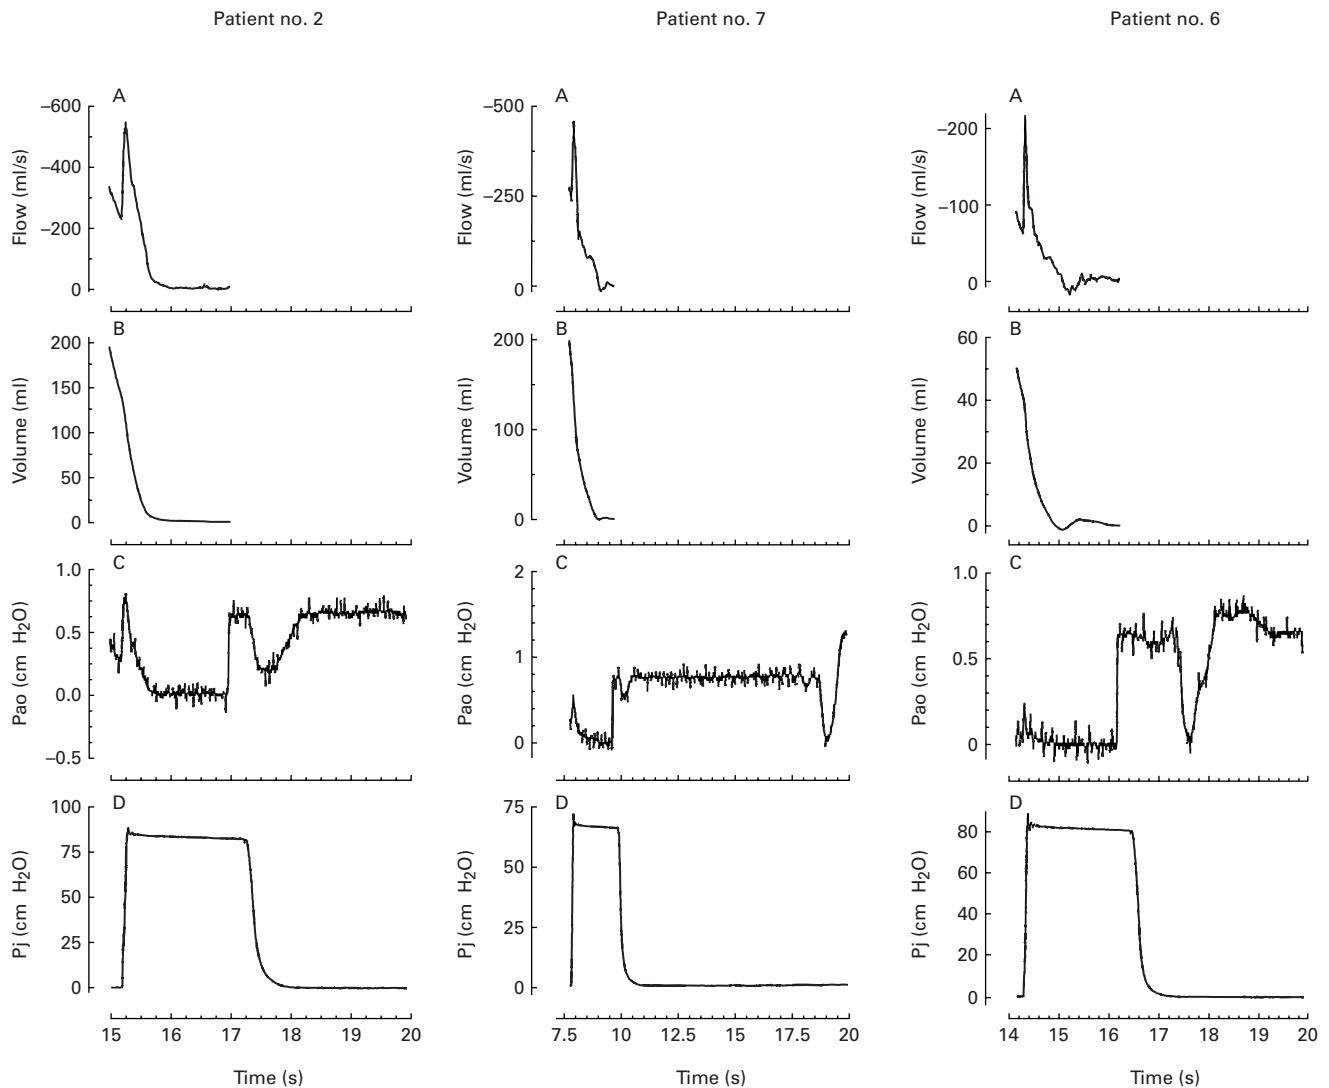 Patient no. 2
Patient no. 7
Patient no. 6
A
–600
–400
–200
0
Flow (ml/s)
A
–500
–250
0
Flow (ml/s)
A
–200
–100
0
Flow (ml/s)
B
200
150
100
50
0
Volume (ml)
B
200
100
0
Volume (ml)
B
60
40
20
0
Volume (ml)
C
1.0
0.5
0.0
–0.5
Pao (cm H2O)
C
2
1
0
Pao (cm H2O)
C
1.0
0.5
0
Pao (cm H2O)
D
100
75
50
25
0
Pj (cm H2O)
15 16 17 18 19 20
Time (s)
D
75
50
25
0
Pj (cm H2O)
7.5 10 12.5 15 17.5 20
Time (s)
D
80
60
40
20
0
Pj (cm H2O)
14 15 16 17 18 19 20
Time (s)